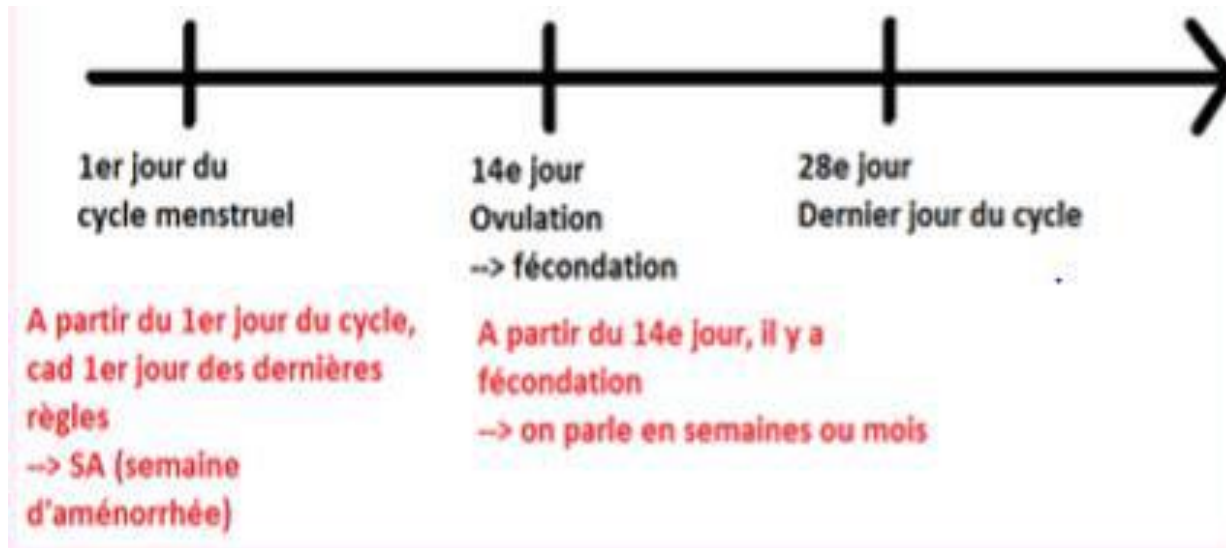 1er jour du
cycle menstruel
14e jour
Ovulation
--> fécondation
28e jour
Dernier jour du cycle
A partir du 1er jour du cycle,
cad 1er jour des dernières
règles
--> SA (semaine
d'aménorrhée)
A partir du 14e jour, il y a
fécondation
--> on parle en semaines ou mois